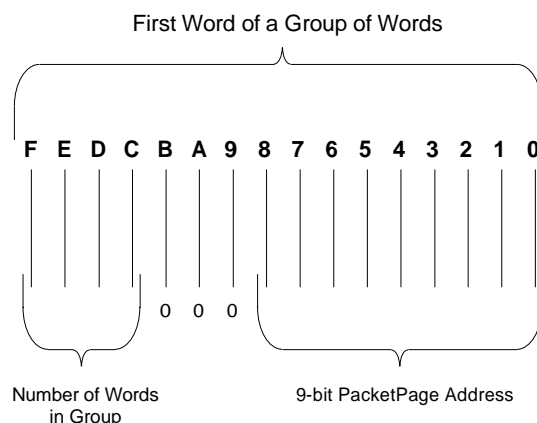 First Word of a Group of Words
F E D C B A 9 8 7 6 5 4 3 2 1 0
0 0 0
Number of Words
in Group
9-bit PacketPage Address